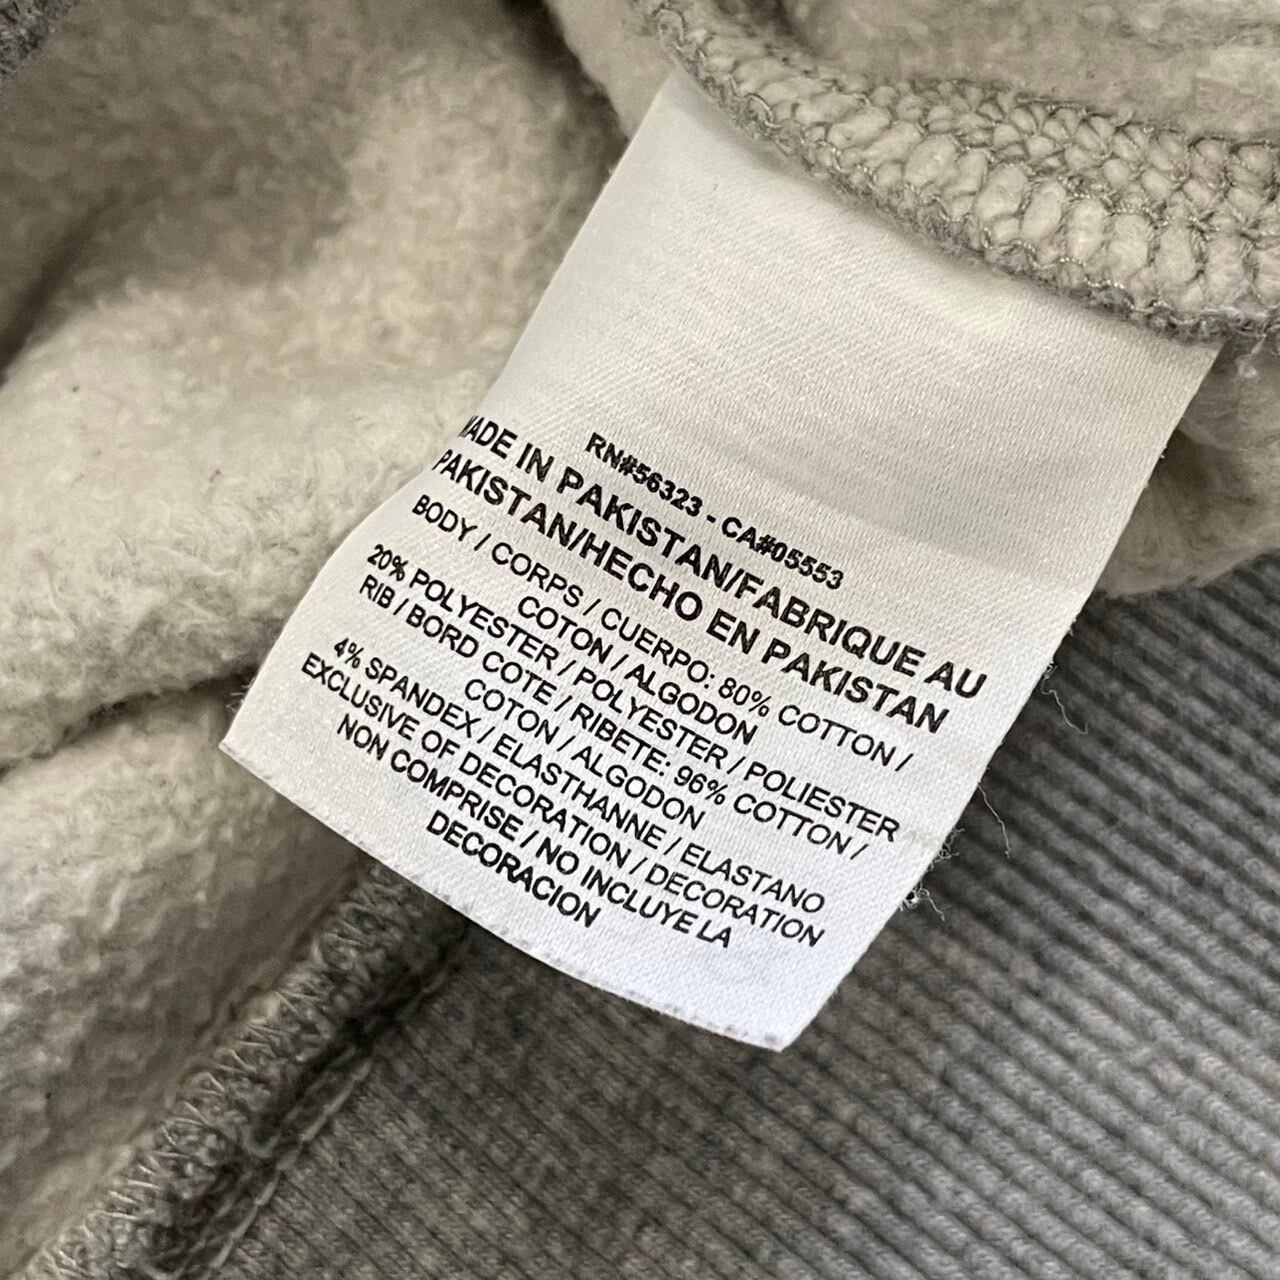 RN#56323 - CA#05553
MADE IN PAKISTAN/FABRIQUE AU
PAKISTAN/HECHO EN PAKISTAN
BODY / CORPS / CUERPO: 80% COTTON /
COTON / ALGODON
20% POLYESTER / POLYESTER / POLIESTER
RIB / BORD COTE / RIBETE: 96% COTTON /
COTON / ALGODON
4% SPANDEX / ELASTHANNE / ELASTANO
EXCLUSIVE OF DECORATION / DECORATION
NON COMPRISE / NO INCLUYE LA
DECORACION